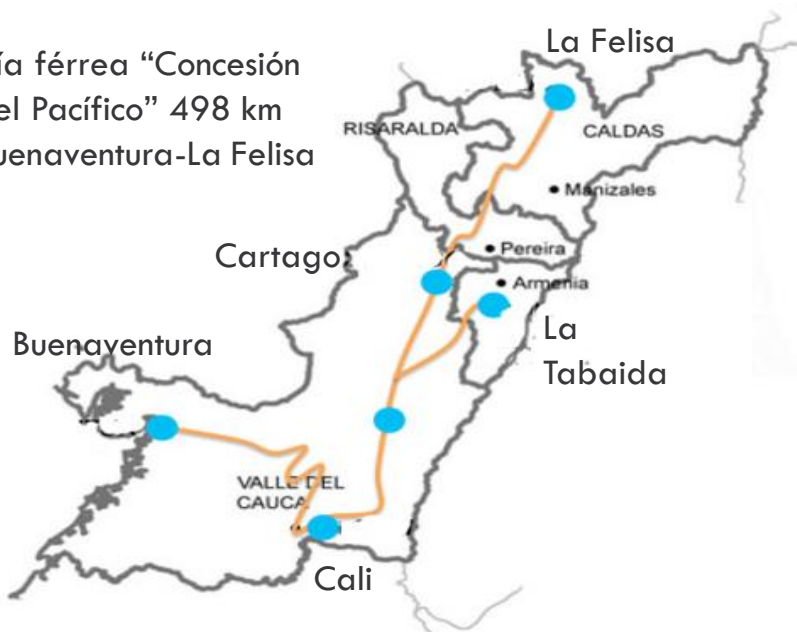 ía férrea “Concesión
el Pacífico” 498 km
uenaventura-La Felisa
La Felisa
RISARALDA
CALDAS
Manizales
Cartago
Pereira
Armenia
Buenaventura
La
Tabaida
VALLE DEL
CAUCA
Cali